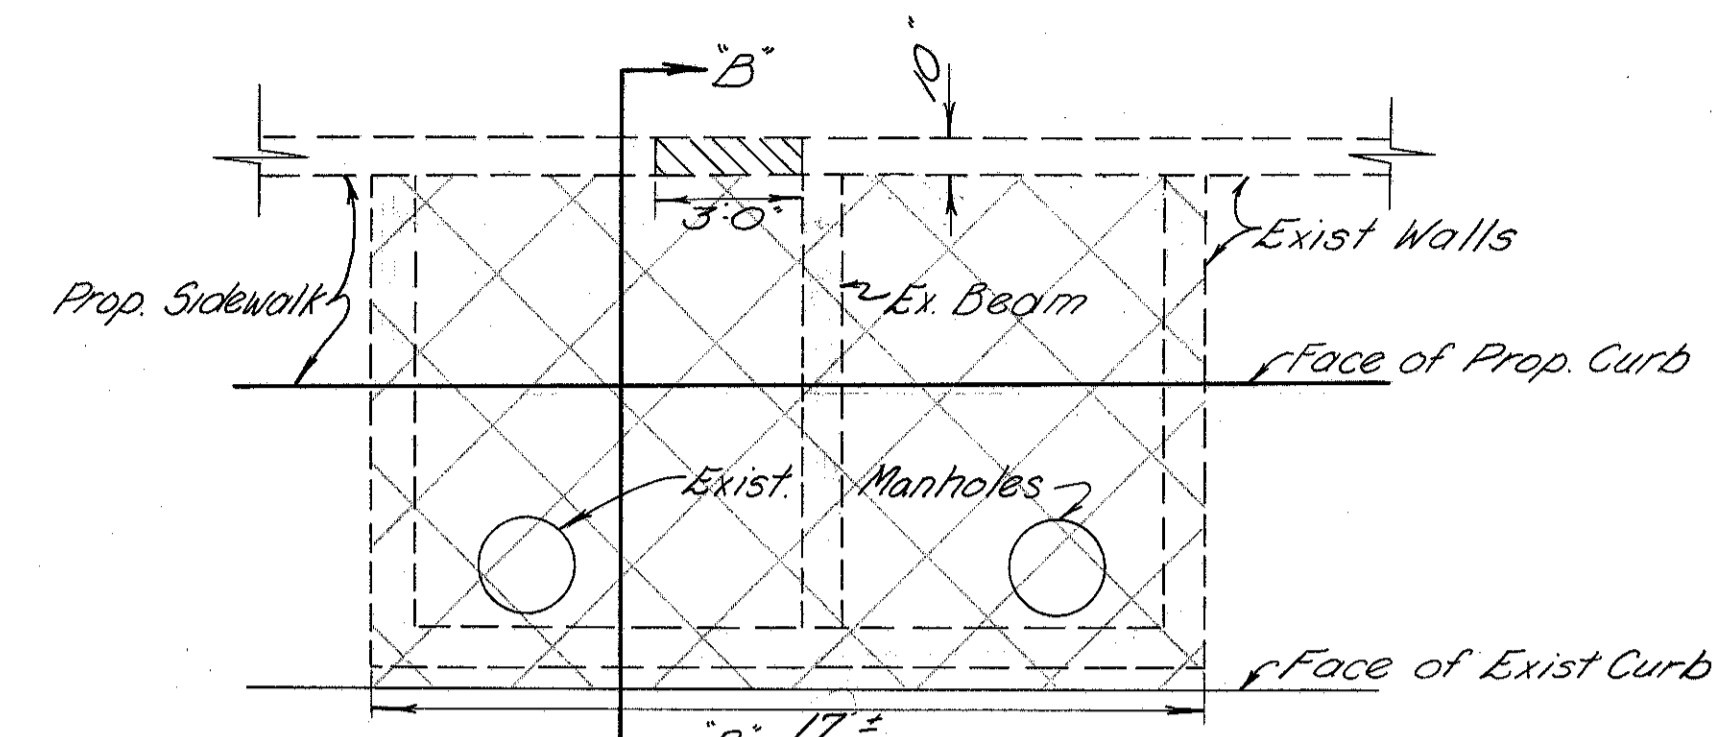 "B"
10"
3'-0"
Exist Walls
Prop. Sidewalk
Ex. Beam
Face of Prop. Curb
Exist. Manholes
Face of Exist Curb
17' ±